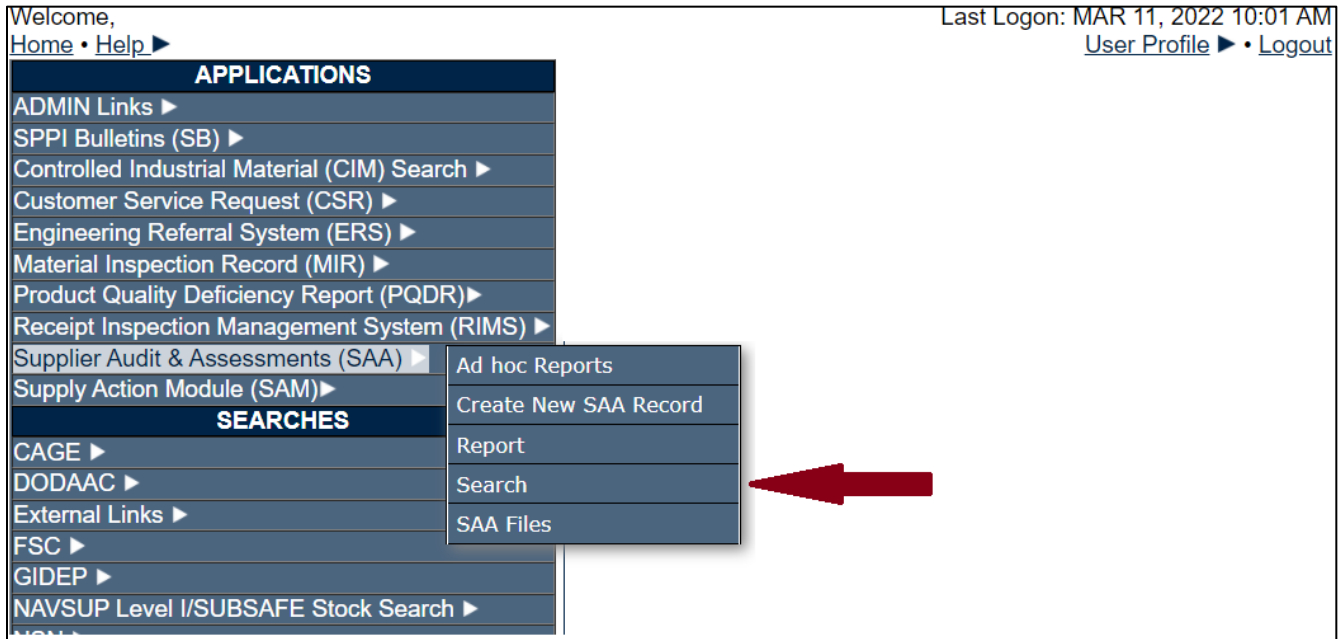 Welcome,
Last Logon: MAR 11, 2022 10:01 AM
Home • Help ▶
User Profile ▶ • Logout
APPLICATIONS
ADMIN Links ▶
SPPI Bulletins (SB) ▶
Controlled Industrial Material (CIM) Search ▶
Customer Service Request (CSR) ▶
Engineering Referral System (ERS) ▶
Material Inspection Record (MIR) ▶
Product Quality Deficiency Report (PQDR)▶
Receipt Inspection Management System (RIMS) ▶
Supplier Audit & Assessments (SAA) ▶
Supply Action Module (SAM)▶
Ad hoc Reports
Create New SAA Record
Report
Search
SAA Files
SEARCHES
CAGE ▶
DODAAC ▶
External Links ▶
FSC ▶
GIDEP ▶
NAVSUP Level I/SUBSAFE Stock Search ▶